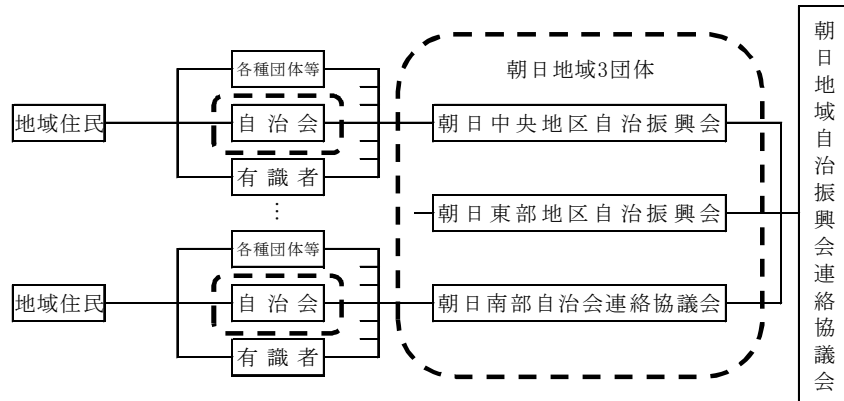 各種団体等
地域住民
自治会
有識者
⋮
各種団体等
地域住民
自治会
有識者
朝日地域3団体
朝日中央地区自治振興会
朝日東部地区自治振興会
朝日南部自治会連絡協議会
朝日地域自治振興会連絡協議会